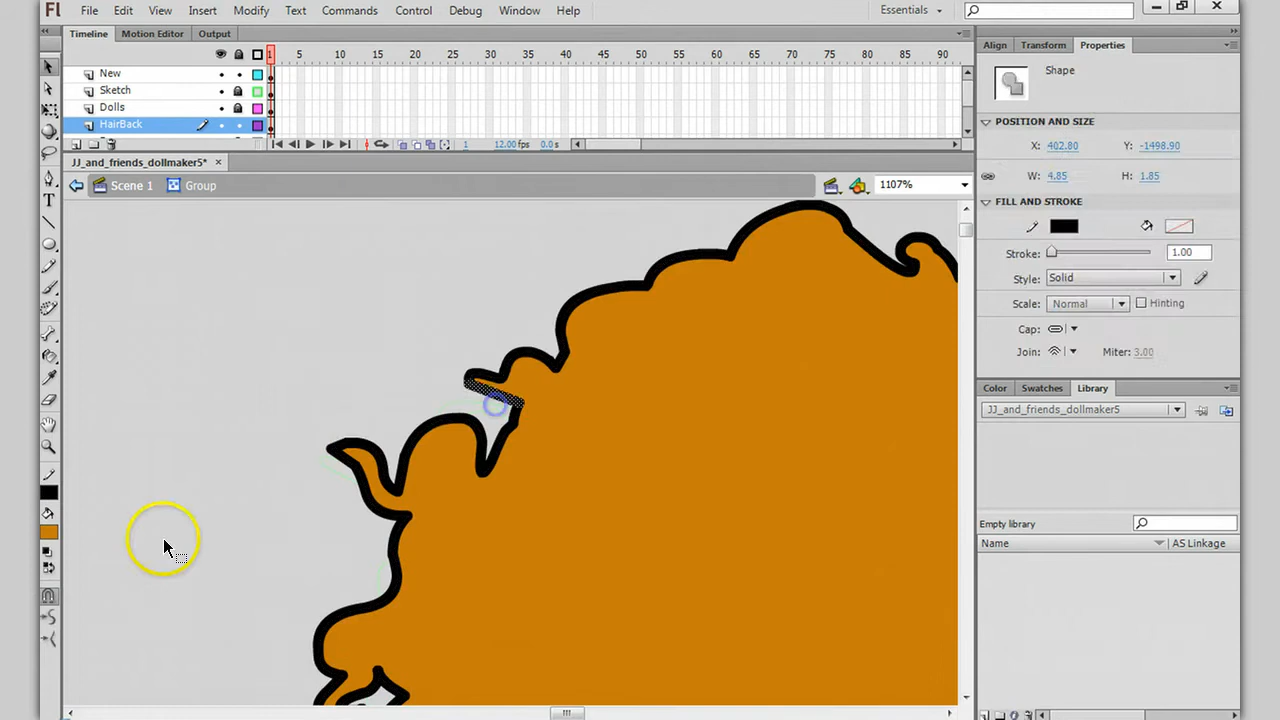 Fl File Edit View Insert Modify Text Commands Control Debug Window Help Essentials
Timeline Motion Editor Output
Align Transform Properties
1 5 10 15 20 25 30 35 40 45 50 55 60 65 70 75 80 85 90
New
Sketch
Dolls
HairBack
1 12.00 fps 0.0 s
Shape
POSITION AND SIZE
X: 402.80 Y: -1498.90
W: 4.85 H: 1.85
JJ_and_friends_dollmaker5*
Scene 1 Group 1107%
FILL AND STROKE
Stroke: 1.00
Style: Solid
Scale: Normal Hinting
Cap:
Join: Miter: 3.00
Color Swatches Library
JJ_and_friends_dollmaker5
Empty library
Name AS Linkage